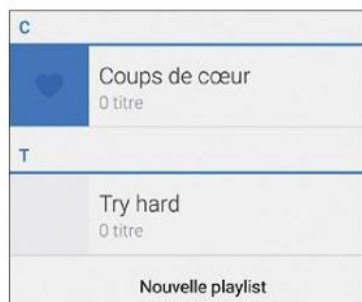 C
Coups de cœur
0 titre
T
Try hard
0 titre
Nouvelle playlist